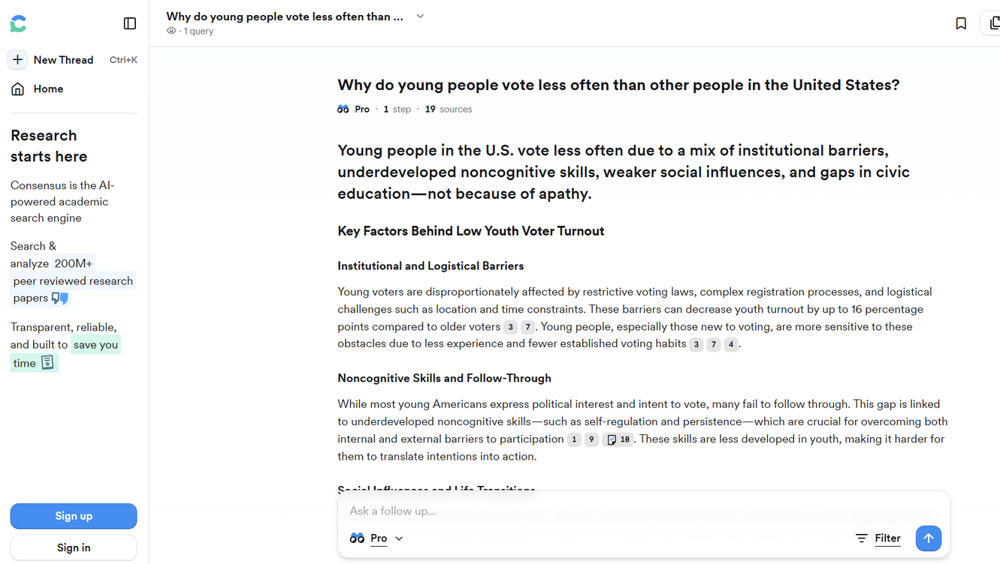 Why do young people vote less often than ...
· 1 query
New Thread Ctrl+K
Home
Research
starts here
Consensus is the AI-
powered academic
search engine
Search &
analyze 200M+
peer reviewed research
papers
Transparent, reliable,
and built to save you
time
Sign up
Sign in
Why do young people vote less often than other people in the United States?
Pro · 1 step · 19 sources
Young people in the U.S. vote less often due to a mix of institutional barriers,
underdeveloped noncognitive skills, weaker social influences, and gaps in civic
education—not because of apathy.
Key Factors Behind Low Youth Voter Turnout
Institutional and Logistical Barriers
Young voters are disproportionately affected by restrictive voting laws, complex registration processes, and logistical
challenges such as location and time constraints. These barriers can decrease youth turnout by up to 16 percentage
points compared to older voters 3 7. Young people, especially those new to voting, are more sensitive to these
obstacles due to less experience and fewer established voting habits 3 7 4.
Noncognitive Skills and Follow-Through
While most young Americans express political interest and intent to vote, many fail to follow through. This gap is linked
to underdeveloped noncognitive skills—such as self-regulation and persistence—which are crucial for overcoming both
internal and external barriers to participation 1 9 10. These skills are less developed in youth, making it harder for
them to translate intentions into action.
Social Influences and Life Transitions
Ask a follow up...
Pro
Filter